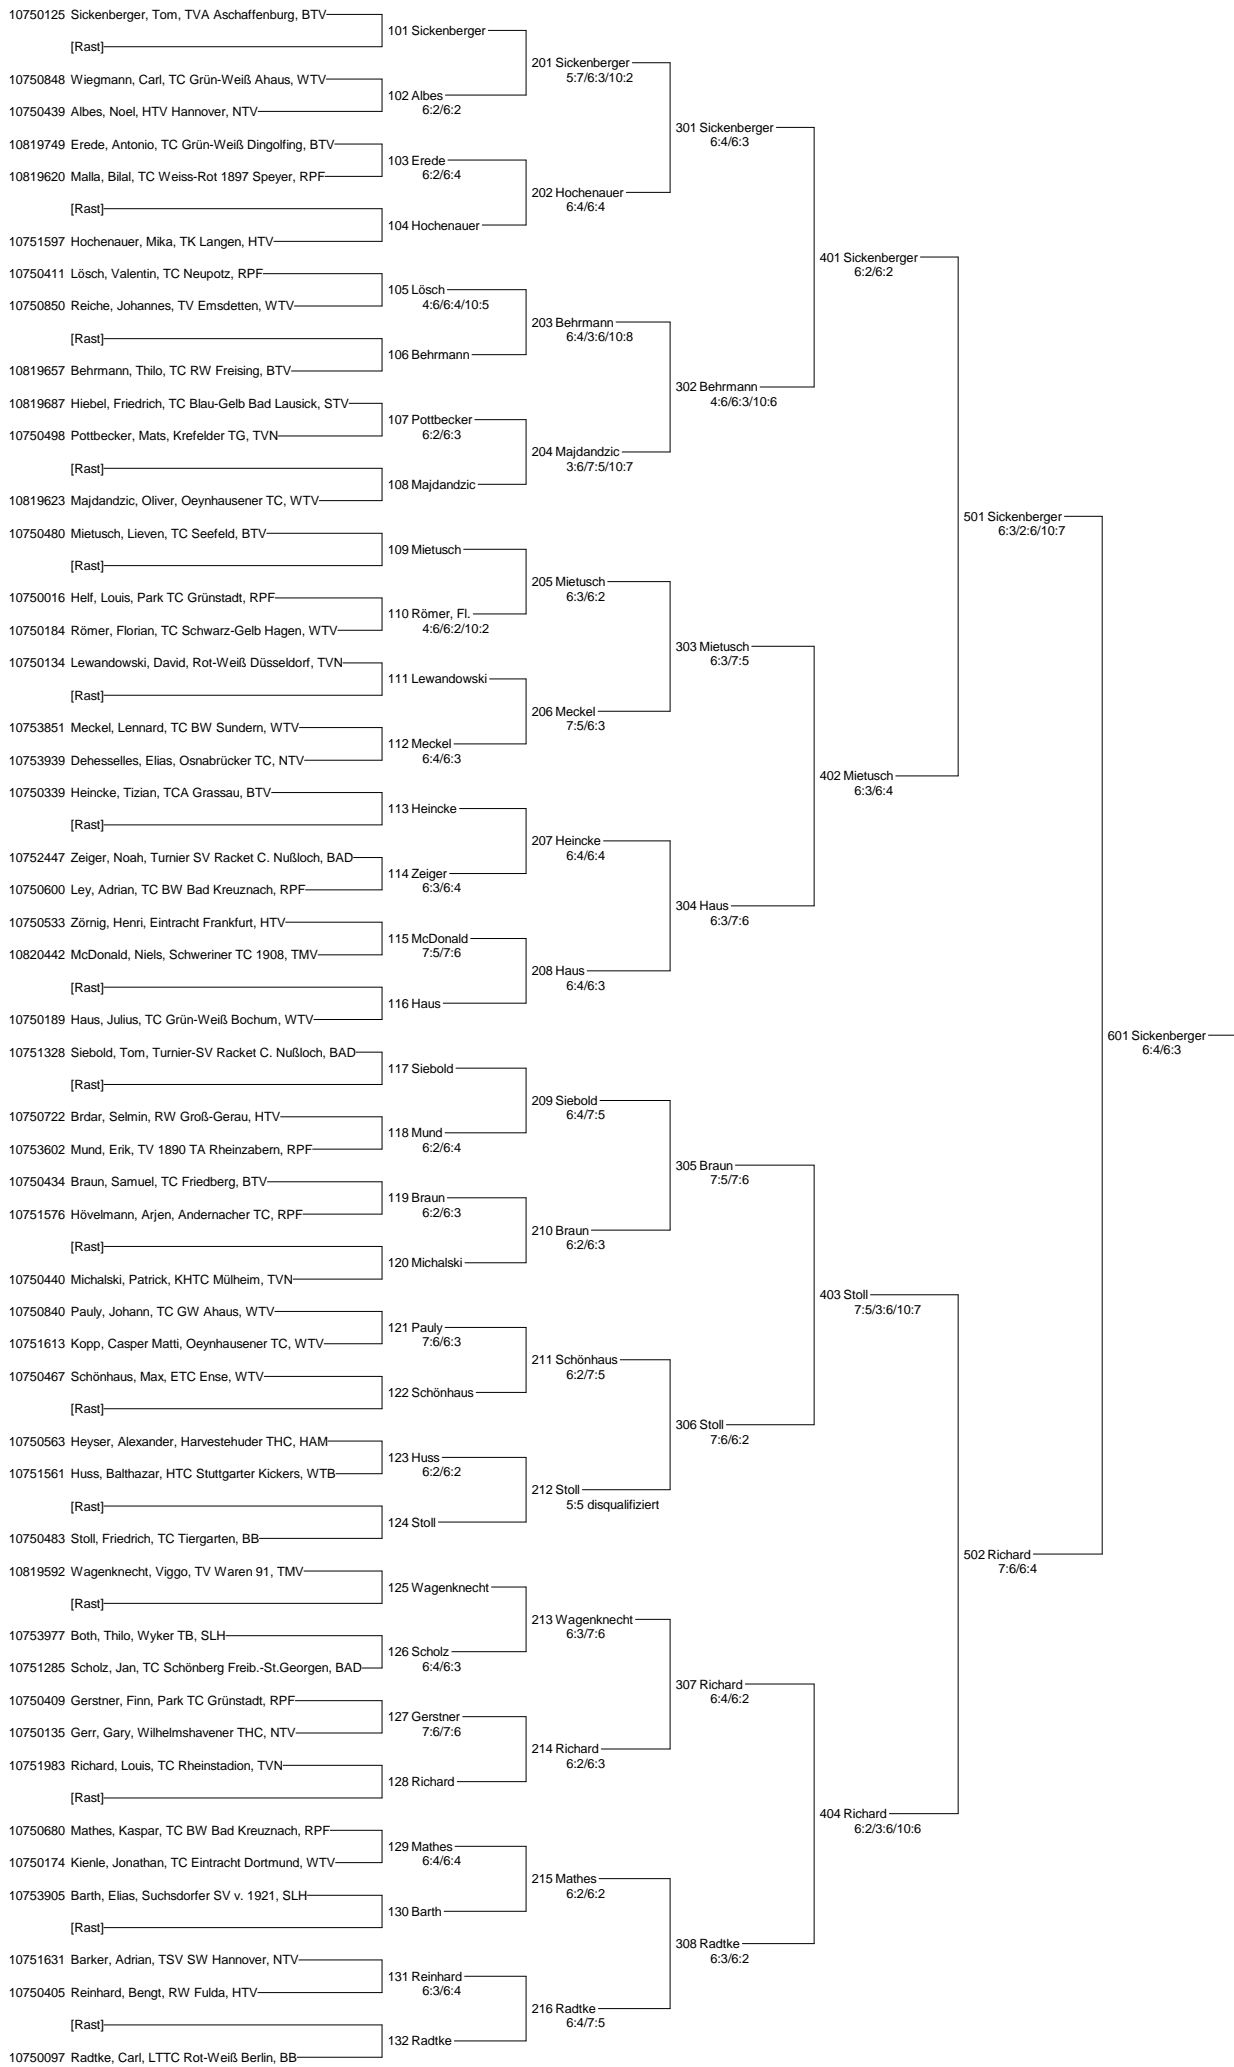 10750125 Sickenberger, Tom, TVA Aschaffenburg, BTV
[Rast]
10750848 Wiegmann, Carl, TC Grün-Weiß Ahaus, WTV
10750439 Albes, Noel, HTV Hannover, NTV
10819749 Erede, Antonio, TC Grün-Weiß Dingolfing, BTV
10819620 Malla, Bilal, TC Weiss-Rot 1897 Speyer, RPF
[Rast]
10751597 Hochenauer, Mika, TK Langen, HTV
10750411 Lösch, Valentin, TC Neupotz, RPF
10750850 Reiche, Johannes, TV Emsdetten, WTV
[Rast]
10819657 Behrmann, Thilo, TC RW Freising, BTV
10819687 Hiebel, Friedrich, TC Blau-Gelb Bad Lausick, STV
10750498 Pottbecker, Mats, Krefelder TG, TVN
[Rast]
10819623 Majdandzic, Oliver, Oeynhausener TC, WTV
10750480 Mietusch, Lieven, TC Seefeld, BTV
[Rast]
10750016 Helf, Louis, Park TC Grünstadt, RPF
10750184 Römer, Florian, TC Schwarz-Gelb Hagen, WTV
10750134 Lewandowski, David, Rot-Weiß Düsseldorf, TVN
[Rast]
10753851 Meckel, Lennard, TC BW Sundern, WTV
10753939 Dehesselles, Elias, Osnabrücker TC, NTV
10750339 Heincke, Tizian, TCA Grassau, BTV
[Rast]
10752447 Zeiger, Noah, Turnier SV Racket C. Nußloch, BAD
10750600 Ley, Adrian, TC BW Bad Kreuznach, RPF
10750533 Zörnig, Henri, Eintracht Frankfurt, HTV
10820442 McDonald, Niels, Schweriner TC 1908, TMV
[Rast]
10750189 Haus, Julius, TC Grün-Weiß Bochum, WTV
10751328 Siebold, Tom, Turnier-SV Racket C. Nußloch, BAD
[Rast]
10750722 Brdar, Selmin, RW Groß-Gerau, HTV
10753602 Mund, Erik, TV 1890 TA Rheinzabern, RPF
10750434 Braun, Samuel, TC Friedberg, BTV
10751576 Hövelmann, Arjen, Andernacher TC, RPF
[Rast]
10750440 Michalski, Patrick, KHTC Mülheim, TVN
10750840 Pauly, Johann, TC GW Ahaus, WTV
10751613 Kopp, Casper Matti, Oeynhausener TC, WTV
10750467 Schönhaus, Max, ETC Ense, WTV
[Rast]
10750563 Heyser, Alexander, Harvestehuder THC, HAM
10751561 Huss, Balthazar, HTC Stuttgarter Kickers, WTB
[Rast]
10750483 Stoll, Friedrich, TC Tiergarten, BB
10819592 Wagenknecht, Viggo, TV Waren 91, TMV
[Rast]
10753977 Both, Thilo, Wyker TB, SLH
10751285 Scholz, Jan, TC Schönberg Freib.-St.Georgen, BAD
10750409 Gerstner, Finn, Park TC Grünstadt, RPF
10750135 Gerr, Gary, Wilhelmshavener THC, NTV
10751983 Richard, Louis, TC Rheinstadion, TVN
[Rast]
10750680 Mathes, Kaspar, TC BW Bad Kreuznach, RPF
10750174 Kienle, Jonathan, TC Eintracht Dortmund, WTV
10753905 Barth, Elias, Suchsdorfer SV v. 1921, SLH
[Rast]
10751631 Barker, Adrian, TSV SW Hannover, NTV
10750405 Reinhard, Bengt, RW Fulda, HTV
[Rast]
10750097 Radtke, Carl, LTTC Rot-Weiß Berlin, BB
101 Sickenberger
102 Albes
6:2/6:2
103 Erede
6:2/6:4
104 Hochenauer
105 Lösch
4:6/6:4/10:5
106 Behrmann
107 Pottbecker
6:2/6:3
108 Majdandzic
109 Mietusch
110 Römer, Fl.
4:6/6:2/10:2
111 Lewandowski
112 Meckel
6:4/6:3
113 Heincke
114 Zeiger
6:3/6:4
115 McDonald
7:5/7:6
116 Haus
117 Siebold
118 Mund
6:2/6:4
119 Braun
6:2/6:3
120 Michalski
121 Pauly
7:6/6:3
122 Schönhaus
123 Huss
6:2/6:2
124 Stoll
125 Wagenknecht
126 Scholz
6:4/6:3
127 Gerstner
7:6/7:6
128 Richard
129 Mathes
6:4/6:4
130 Barth
131 Reinhard
6:3/6:4
132 Radtke
201 Sickenberger
5:7/6:3/10:2
202 Hochenauer
6:4/6:4
203 Behrmann
6:4/3:6/10:8
204 Majdandzic
3:6/7:5/10:7
205 Mietusch
6:3/6:2
206 Meckel
7:5/6:3
207 Heincke
6:4/6:4
208 Haus
6:4/6:3
209 Siebold
6:4/7:5
210 Braun
6:2/6:3
211 Schönhaus
6:2/7:5
212 Stoll
5:5 disqualifiziert
213 Wagenknecht
6:3/7:6
214 Richard
6:2/6:3
215 Mathes
6:2/6:2
216 Radtke
6:4/7:5
301 Sickenberger
6:4/6:3
302 Behrmann
4:6/6:3/10:6
303 Mietusch
6:3/7:5
304 Haus
6:3/7:6
305 Braun
7:5/7:6
306 Stoll
7:6/6:2
307 Richard
6:4/6:2
308 Radtke
6:3/6:2
401 Sickenberger
6:2/6:2
402 Mietusch
6:3/6:4
403 Stoll
7:5/3:6/10:7
404 Richard
6:2/3:6/10:6
501 Sickenberger
6:3/2:6/10:7
502 Richard
7:6/6:4
601 Sickenberger
6:4/6:3